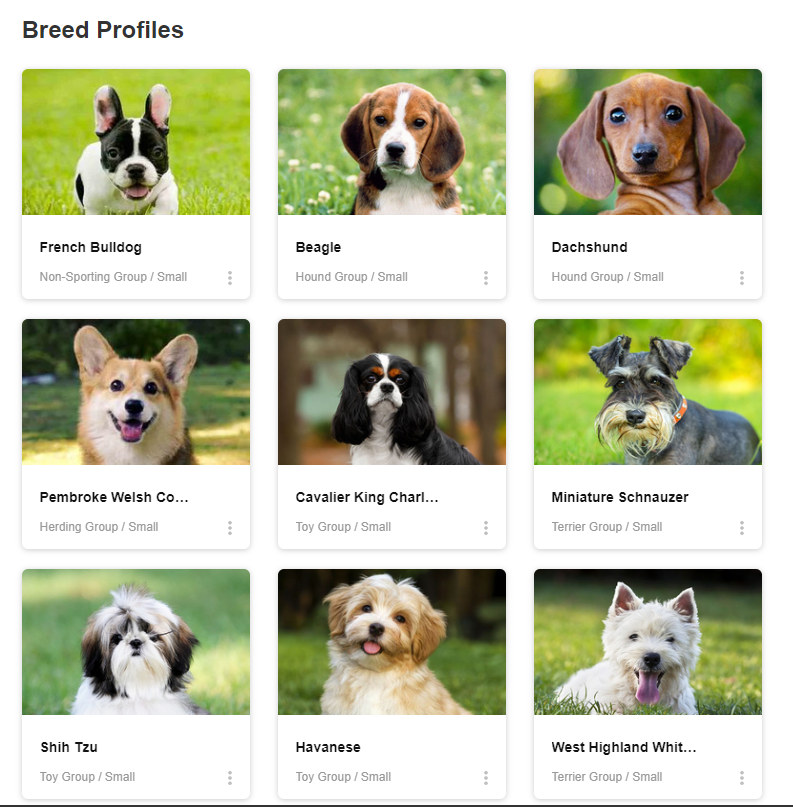 Breed Profiles
French Bulldog
Non-Sporting Group / Small
Beagle
Hound Group / Small
Dachshund
Hound Group / Small
Pembroke Welsh Co...
Herding Group / Small
Cavalier King Charl...
Toy Group / Small
Miniature Schnauzer
Terrier Group / Small
Shih Tzu
Toy Group / Small
Havanese
Toy Group / Small
West Highland Whit...
Terrier Group / Small